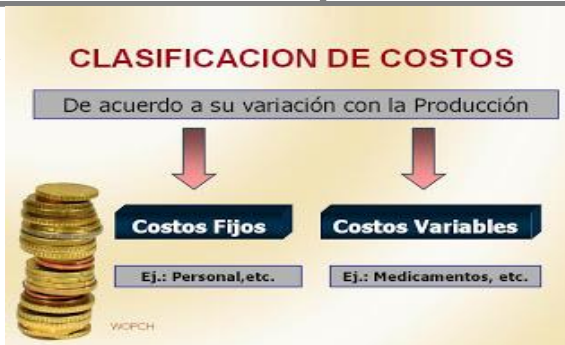 CLASIFICACION DE COSTOS
De acuerdo a su variación con la Producción
Costos Fijos
Costos Variables
Ej.: Personal,etc.
Ej.: Medicamentos, etc.
WOPCH